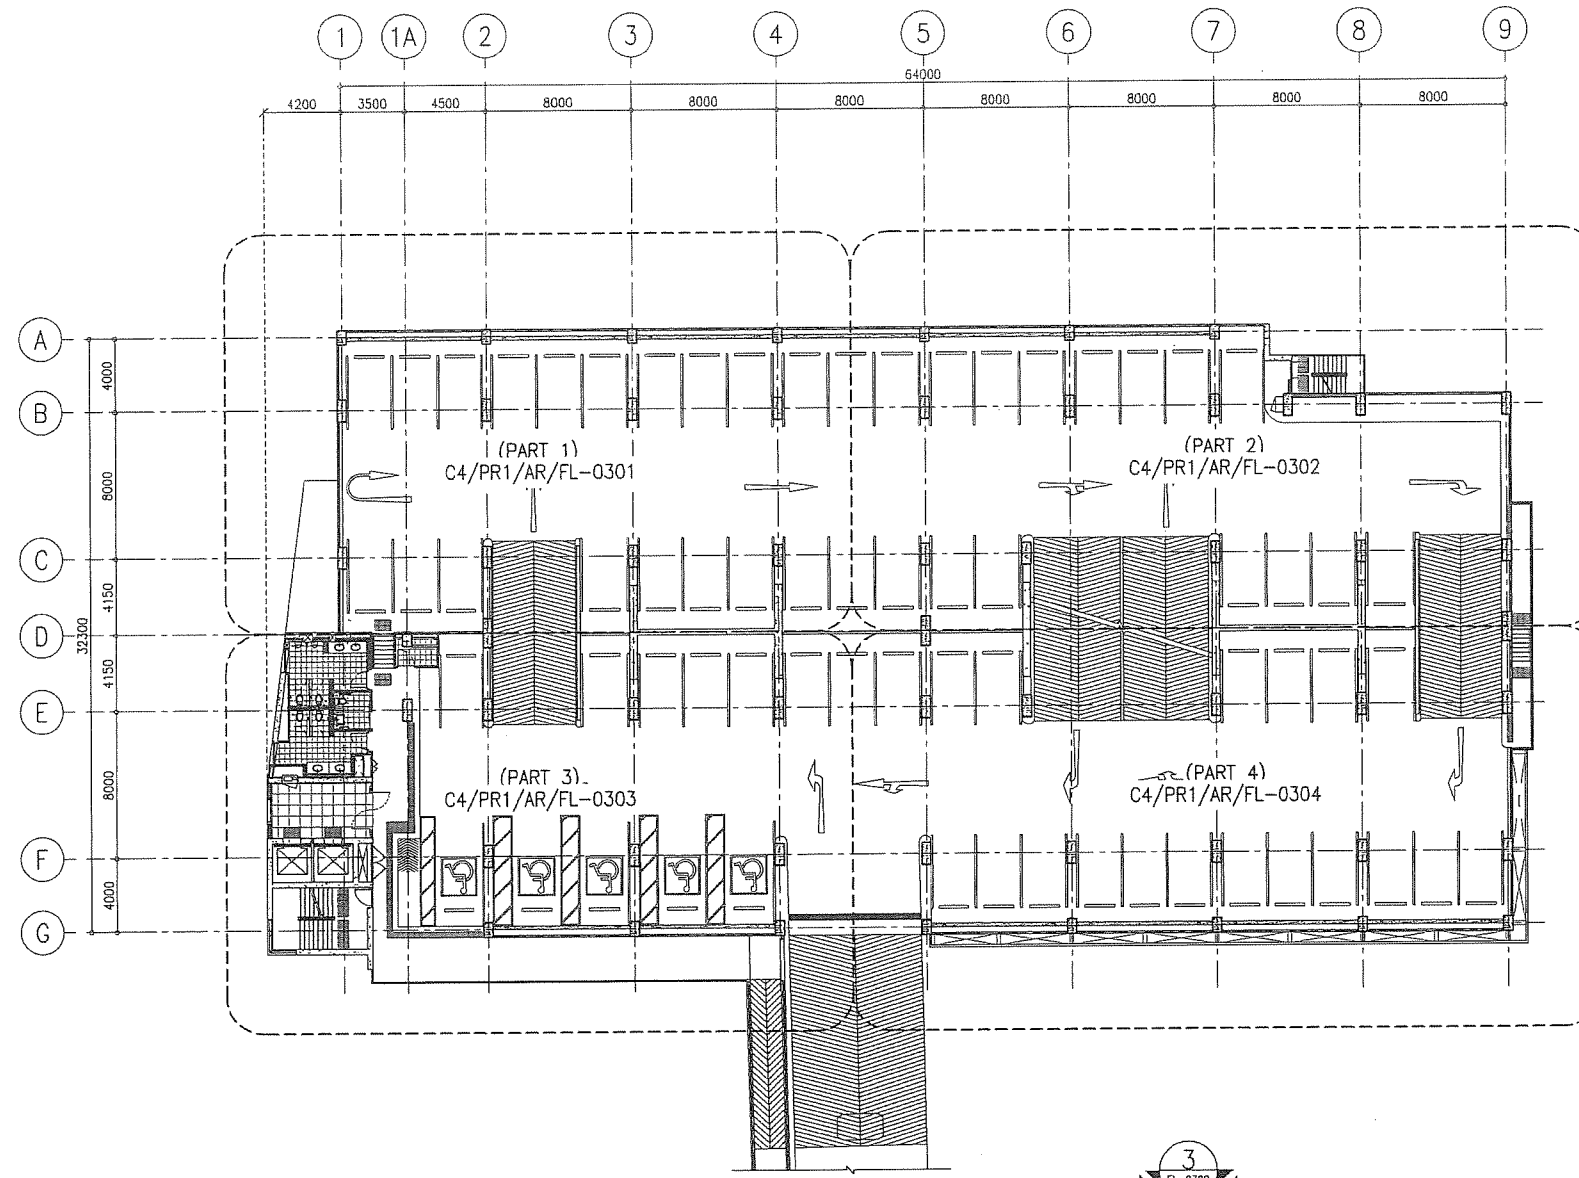 1 1A 2 3 4 5 6 7 8 9
64000
4200 3500 4500 8000 8000 8000 8000 8000 8000 8000
A
4000
B
(PART 1)
C4/PR1/AR/FL-0301
(PART 2)
C4/PR1/AR/FL-0302
8000
C
4150
D
32300
4150
E
(PART 3)
C4/PR1/AR/FL-0303
(PART 4)
C4/PR1/AR/FL-0304
8000
F
4000
G
3